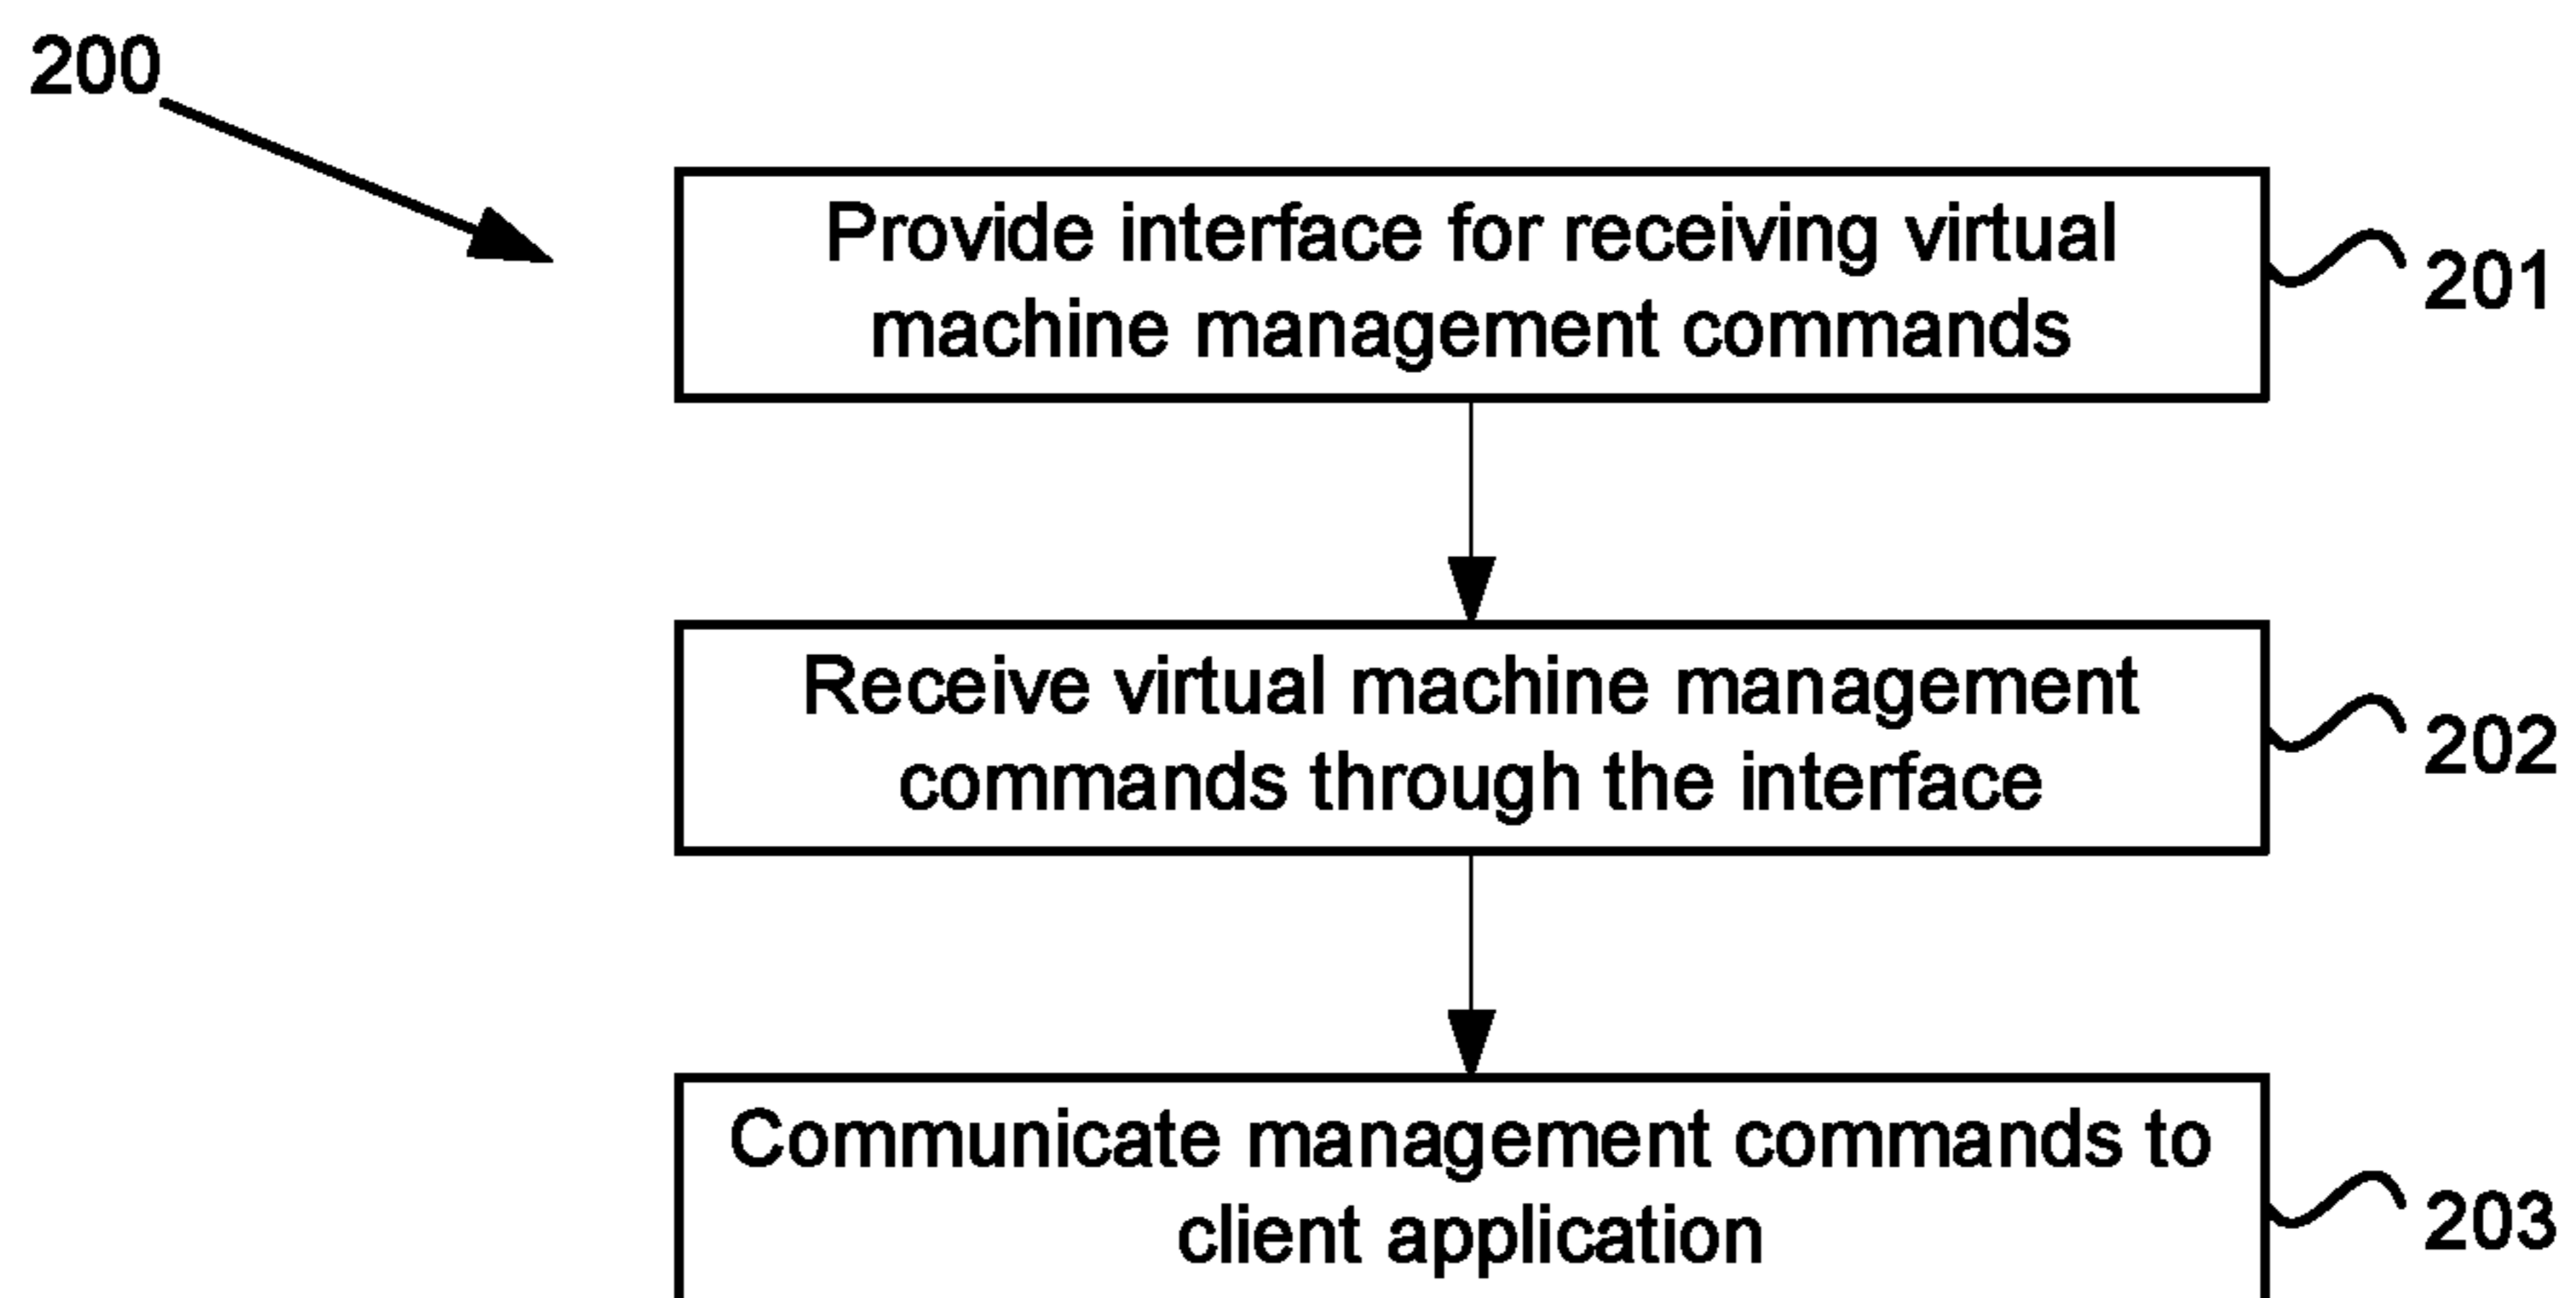 200
Provide interface for receiving virtual
machine management commands
201
Receive virtual machine management
commands through the interface
202
Communicate management commands to
client application
203